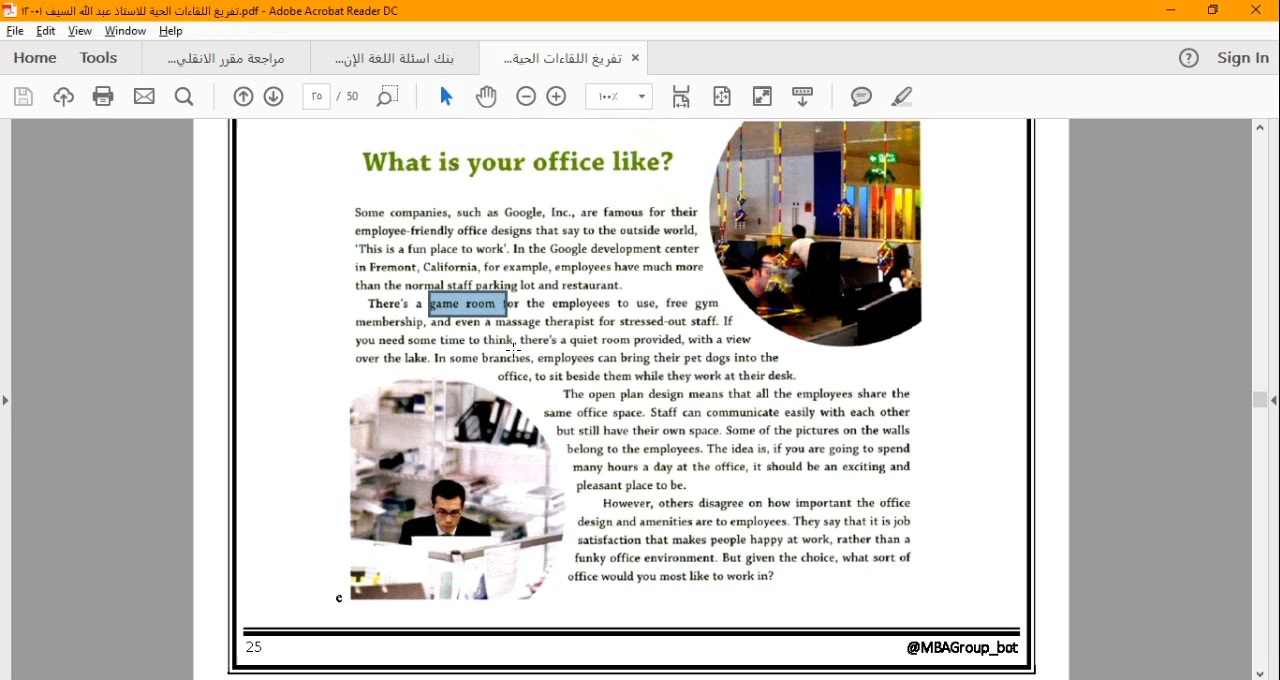 تفريغ اللقاءات الحية للاستاذ عبد الله السيف ٠١-١٢.pdf - Adobe Acrobat Reader DC
File Edit View Window Help
Home Tools مراجعة مقرر الانقلي... بنك اسئلة اللغة الإن... تفريغ اللقاءات الحية... Sign In
٢٥ / 50 ١٠٠%
What is your office like?
Some companies, such as Google, Inc., are famous for their
employee-friendly office designs that say to the outside world,
'This is a fun place to work'. In the Google development center
in Fremont, California, for example, employees have much more
than the normal staff parking lot and restaurant.
There's a game room for the employees to use, free gym
membership, and even a massage therapist for stressed-out staff. If
you need some time to think, there's a quiet room provided, with a view
over the lake. In some branches, employees can bring their pet dogs into the
office, to sit beside them while they work at their desk.
The open plan design means that all the employees share the
same office space. Staff can communicate easily with each other
but still have their own space. Some of the pictures on the walls
belong to the employees. The idea is, if you are going to spend
many hours a day at the office, it should be an exciting and
pleasant place to be.
However, others disagree on how important the office
design and amenities are to employees. They say that it is job
satisfaction that makes people happy at work, rather than a
funky office environment. But given the choice, what sort of
office would you most like to work in?
e
25 @MBAGroup_bot